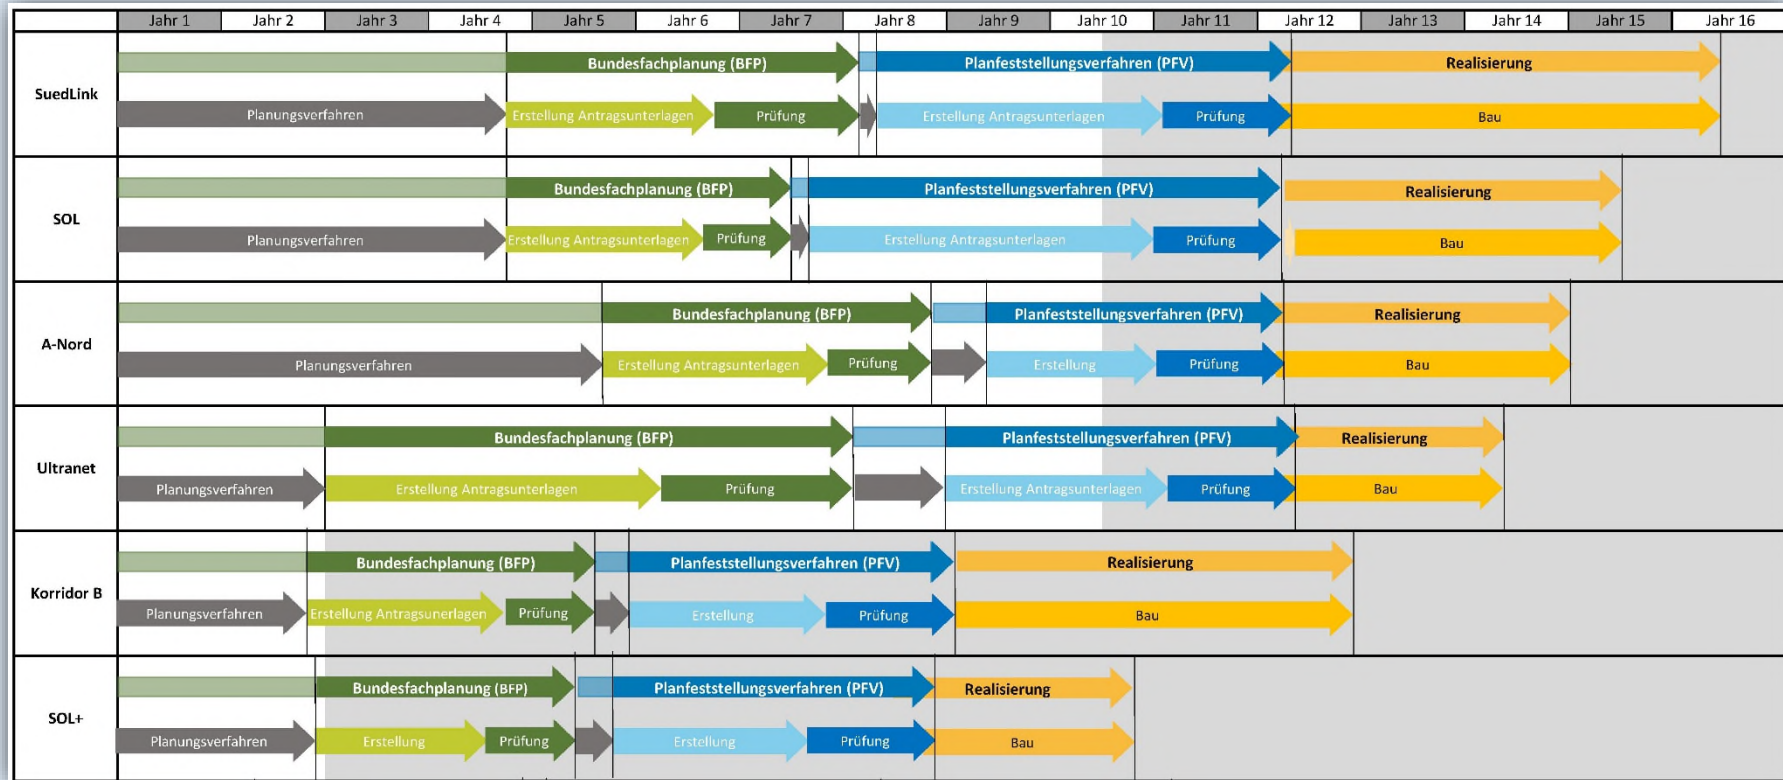 Jahr 1 Jahr 2 Jahr 3 Jahr 4 Jahr 5 Jahr 6 Jahr 7 Jahr 8 Jahr 9 Jahr 10 Jahr 11 Jahr 12 Jahr 13 Jahr 14 Jahr 15 Jahr 16
Bundesfachplanung (BFP) Planfeststellungsverfahren (PFV) Realisierung
SuedLink
Planungsverfahren Erstellung Antragsunterlagen Prüfung Erstellung Antragsunterlagen Prüfung Bau
Bundesfachplanung (BFP) Planfeststellungsverfahren (PFV) Realisierung
SOL
Planungsverfahren Erstellung Antragsunterlagen Prüfung Erstellung Antragsunterlagen Prüfung Bau
Bundesfachplanung (BFP) Planfeststellungsverfahren (PFV) Realisierung
A-Nord
Planungsverfahren Erstellung Antragsunterlagen Prüfung Erstellung Prüfung Bau
Bundesfachplanung (BFP) Planfeststellungsverfahren (PFV) Realisierung
Ultranet
Planungsverfahren Erstellung Antragsunterlagen Prüfung Erstellung Antragsunterlagen Prüfung Bau
Bundesfachplanung (BFP) Planfeststellungsverfahren (PFV) Realisierung
Korridor B
Planungsverfahren Erstellung Antragsunerlagen Prüfung Erstellung Prüfung Bau
Bundesfachplanung (BFP) Planfeststellungsverfahren (PFV) Realisierung
SOL+
Planungsverfahren Erstellung Prüfung Erstellung Prüfung Bau